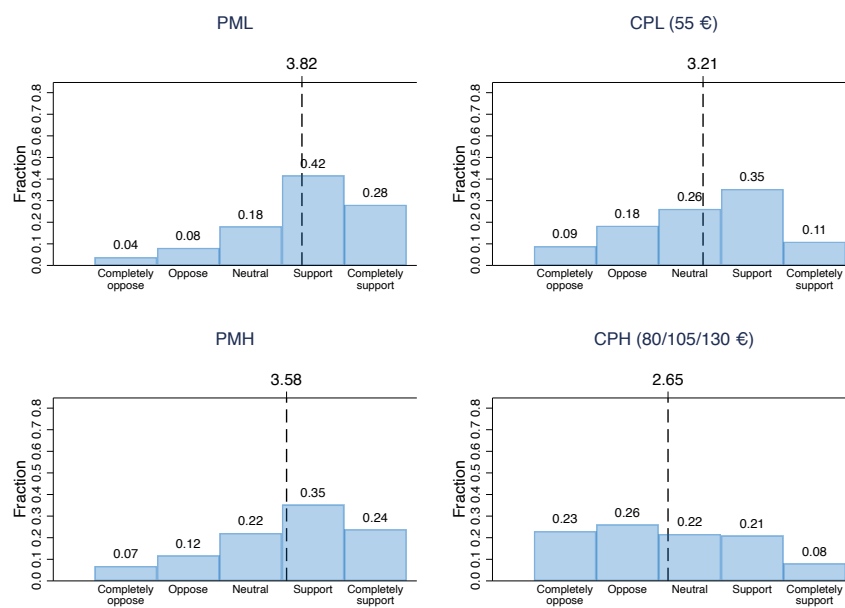 PML
3.82
Fraction
0.0 0.1 0.2 0.3 0.4 0.5 0.6 0.7 0.8
0.04
0.08
0.18
0.42
0.28
Completely oppose
Oppose
Neutral
Support
Completely support
CPL (55 €)
3.21
Fraction
0.0 0.1 0.2 0.3 0.4 0.5 0.6 0.7 0.8
0.09
0.18
0.26
0.35
0.11
Completely oppose
Oppose
Neutral
Support
Completely support
PMH
3.58
Fraction
0.0 0.1 0.2 0.3 0.4 0.5 0.6 0.7 0.8
0.07
0.12
0.22
0.35
0.24
Completely oppose
Oppose
Neutral
Support
Completely support
CPH (80/105/130 €)
2.65
Fraction
0.0 0.1 0.2 0.3 0.4 0.5 0.6 0.7 0.8
0.23
0.26
0.22
0.21
0.08
Completely oppose
Oppose
Neutral
Support
Completely support